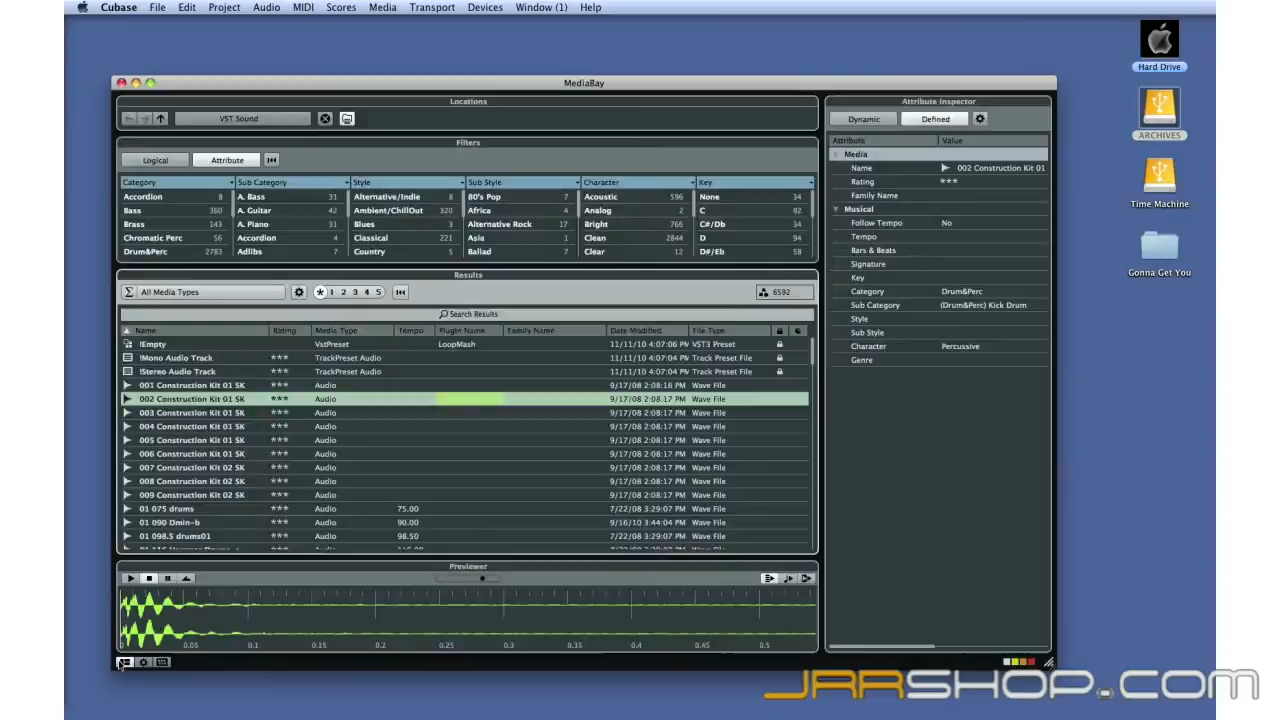 Cubase File Edit Project Audio MIDI Scores Media Transport Devices Window (1) Help
Hard Drive
ARCHIVES
Time Machine
Gonna Get You
MediaBay
Locations
VST Sound
Filters
Logical Attribute
Category Sub Category Style Sub Style Character Key
Accordion 8 A. Bass 31 Alternative/Indie 8 80's Pop 7 Acoustic 596 None 34
Bass 360 A. Guitar 42 Ambient/ChillOut 320 Africa 4 Analog 2 C 92
Brass 143 A. Piano 31 Blues 3 Alternative Rock 17 Bright 766 C#/Db 34
Chromatic Perc 56 Accordion 4 Classical 221 Asia 1 Clean 2844 D 94
Drum&Perc 2783 Adlibs 7 Country 5 Ballad 7 Clear 12 D#/Eb 58
Results
All Media Types 1 2 3 4 5 6592
Search Results
Name Rating Media Type Tempo PlugIn Name Family Name Date Modified File Type
!Empty VstPreset LoopMash 11/11/10 4:07:06 PM VST3 Preset
!Mono Audio Track *** TrackPreset Audio 11/11/10 4:07:04 PM Track Preset File
!Stereo Audio Track *** TrackPreset Audio 11/11/10 4:07:04 PM Track Preset File
001 Construction Kit 01 SK *** Audio 9/17/08 2:08:16 PM Wave File
002 Construction Kit 01 SK *** Audio 9/17/08 2:08:17 PM Wave File
003 Construction Kit 01 SK *** Audio 9/17/08 2:08:17 PM Wave File
004 Construction Kit 01 SK *** Audio 9/17/08 2:08:17 PM Wave File
005 Construction Kit 01 SK *** Audio 9/17/08 2:08:17 PM Wave File
006 Construction Kit 01 SK *** Audio 9/17/08 2:08:17 PM Wave File
007 Construction Kit 02 SK *** Audio 9/17/08 2:08:17 PM Wave File
008 Construction Kit 02 SK *** Audio 9/17/08 2:08:17 PM Wave File
009 Construction Kit 02 SK *** Audio 9/17/08 2:08:17 PM Wave File
01 075 drums *** Audio 75.00 7/22/08 3:29:07 PM Wave File
01 090 Dmin-b *** Audio 90.00 9/16/10 3:44:04 PM Wave File
01 098.5 drums01 *** Audio 98.50 7/22/08 3:29:07 PM Wave File
Previewer
0 0.05 0.1 0.15 0.2 0.25 0.3 0.35 0.4 0.45 0.5
Attribute Inspector
Dynamic Defined
Attribute Value
Media
Name 002 Construction Kit 01
Rating ***
Family Name
Musical
Follow Tempo No
Tempo
Bars & Beats
Signature
Key
Category Drum&Perc
Sub Category (Drum&Perc) Kick Drum
Style
Sub Style
Character Percussive
Genre
JRRSHOP.COM